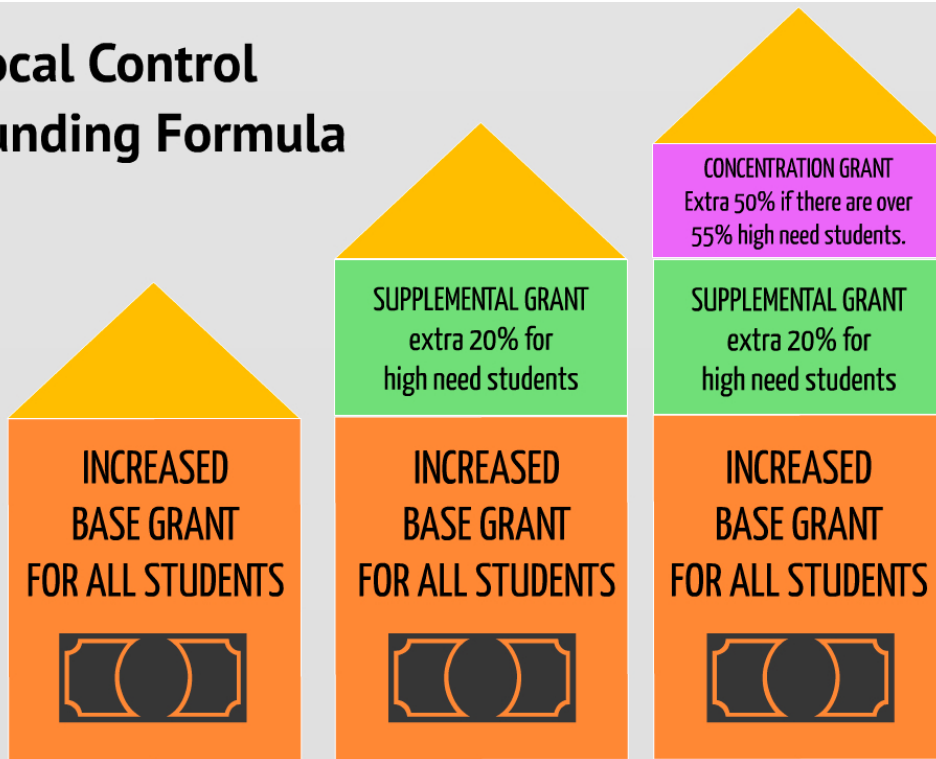 ocal Control
unding Formula
CONCENTRATION GRANT
Extra 50% if there are over
55% high need students.
SUPPLEMENTAL GRANT
extra 20% for
high need students
SUPPLEMENTAL GRANT
extra 20% for
high need students
INCREASED
BASE GRANT
FOR ALL STUDENTS
INCREASED
BASE GRANT
FOR ALL STUDENTS
INCREASED
BASE GRANT
FOR ALL STUDENTS